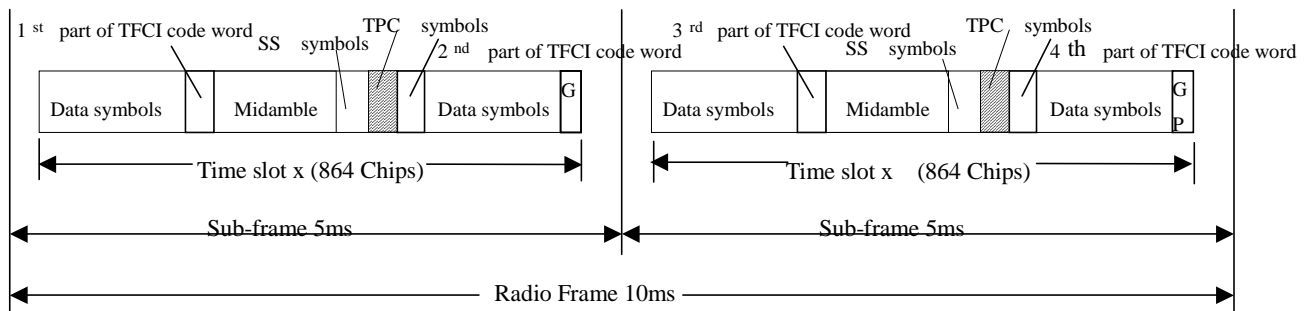 1 st part of TFCI code word
SS symbols
TPC symbols
2 nd part of TFCI code word
Data symbols
Midamble
Data symbols
G
Time slot x (864 Chips)
3 rd part of TFCI code word
SS symbols
TPC symbols
4 th part of TFCI code word
Data symbols
Midamble
Data symbols
G
P
Time slot x (864 Chips)
Sub-frame 5ms
Sub-frame 5ms
Radio Frame 10ms